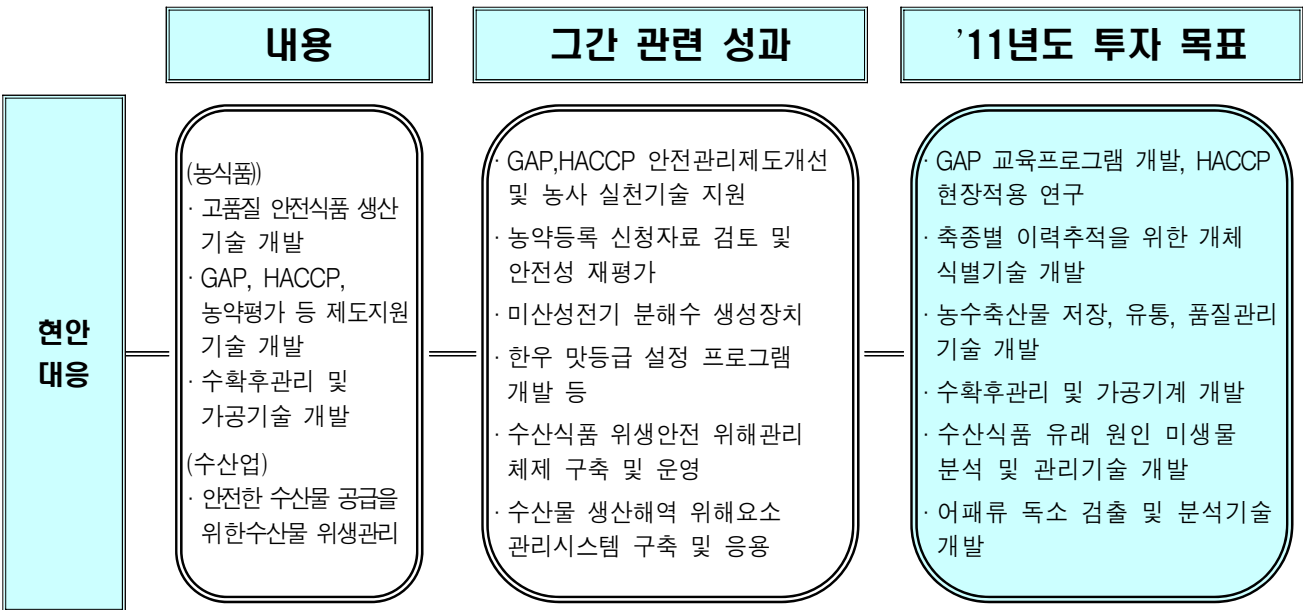 내용
그간 관련 성과
'11년도 투자 목표
현안
대응
(농식품))
· 고품질 안전식품 생산
기술 개발
· GAP, HACCP,
농약평가 등 제도지원
기술 개발
· 수확후관리 및
가공기술 개발
(수산업)
· 안전한 수산물 공급을
위한수산물 위생관리
· GAP,HACCP 안전관리제도개선
및 농사 실천기술 지원
· 농약등록 신청자료 검토 및
안전성 재평가
· 미산성전기 분해수 생성장치
· 한우 맛등급 설정 프로그램
개발 등
· 수산식품 위생안전 위해관리
체제 구축 및 운영
· 수산물 생산해역 위해요소
관리시스템 구축 및 응용
· GAP 교육프로그램 개발, HACCP
현장적용 연구
· 축종별 이력추적을 위한 개체
식별기술 개발
· 농수축산물 저장, 유통, 품질관리
기술 개발
· 수확후관리 및 가공기계 개발
· 수산식품 유래 원인 미생물
분석 및 관리기술 개발
· 어패류 독소 검출 및 분석기술
개발